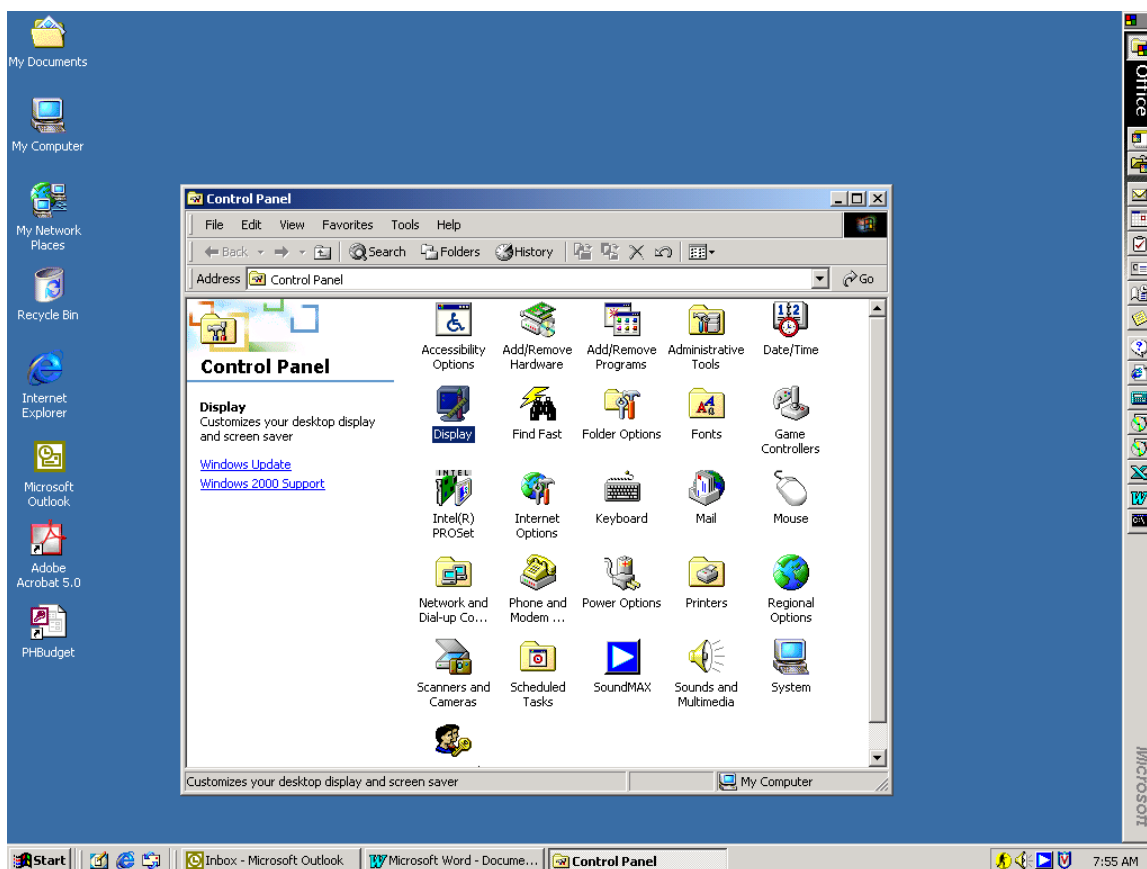 My Documents
My Computer
My Network
Places
Recycle Bin
Internet
Explorer
Microsoft
Outlook
Adobe
Acrobat 5.0
PHBudget
Control Panel
File Edit View Favorites Tools Help
Back Search Folders History
Address Control Panel Go
Control Panel
Display
Customizes your desktop display
and screen saver
Windows Update
Windows 2000 Support
Accessibility
Options
Add/Remove
Hardware
Add/Remove
Programs
Administrative
Tools
Date/Time
Display
Find Fast
Folder Options
Fonts
Game
Controllers
INTEL
Intel(R)
PROSet
Internet
Options
Keyboard
Mail
Mouse
Network and
Dial-up Co...
Phone and
Modem ...
Power Options
Printers
Regional
Options
Scanners and
Cameras
Scheduled
Tasks
SoundMAX
Sounds and
Multimedia
System
Customizes your desktop display and screen saver My Computer
Office
Microsoft
Start Inbox - Microsoft Outlook Microsoft Word - Docume... Control Panel 7:55 AM